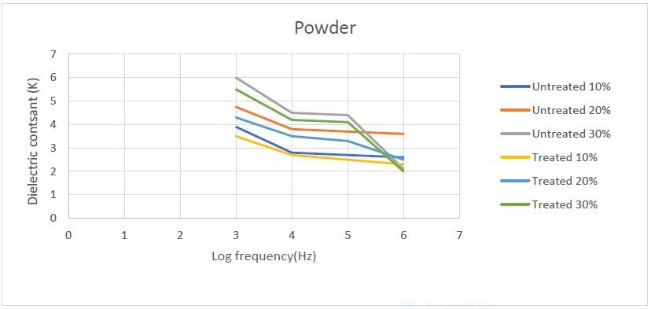 Powder
Dielectric contsant (K)
7
6
5
4
3
2
1
0
0 1 2 3 4 5 6 7
Log frequency(Hz)
Untreated 10%
Untreated 20%
Untreated 30%
Treated 10%
Treated 20%
Treated 30%